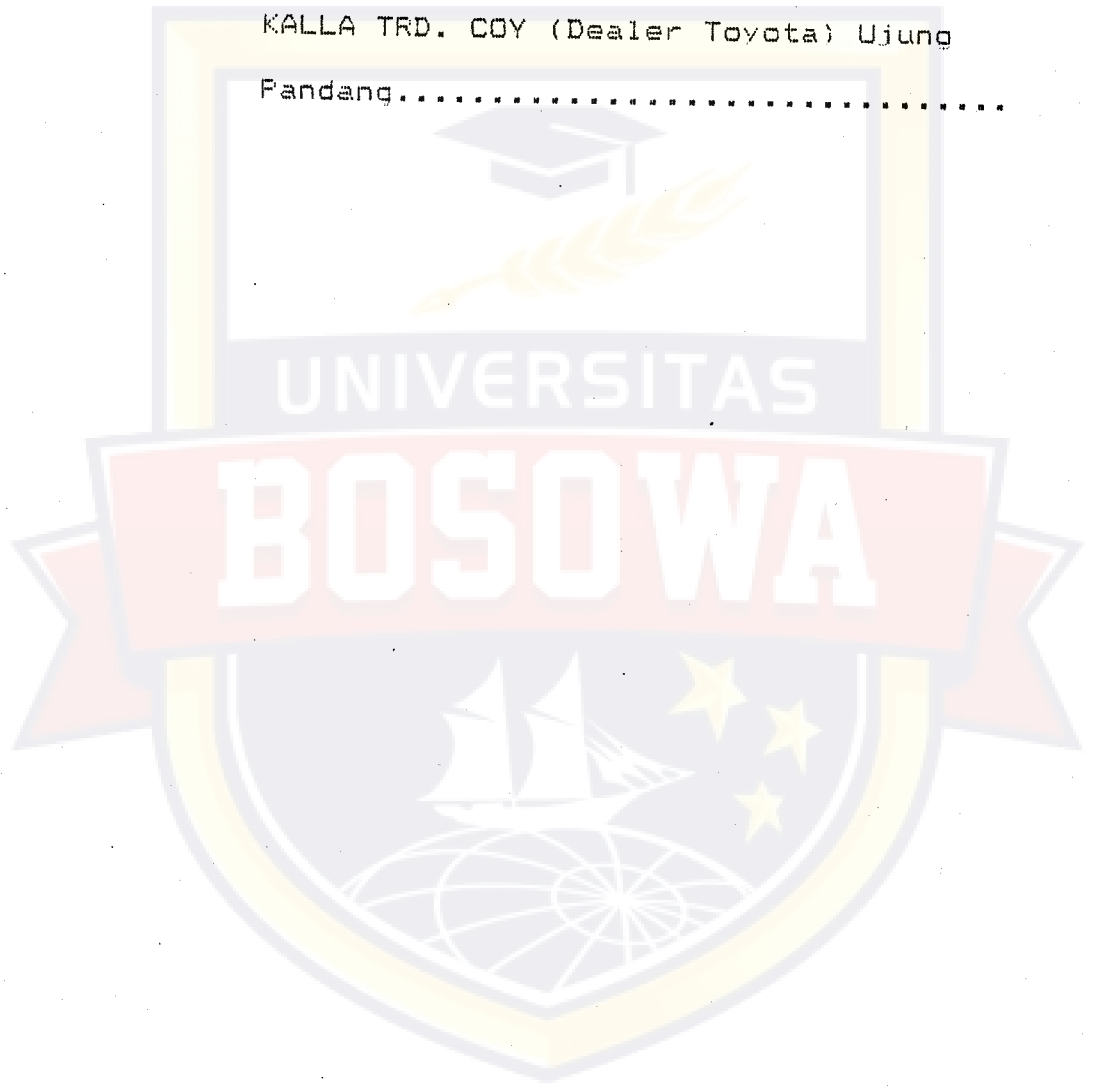 KALLA TRD. COY (Dealer Toyota) Ujung
Pandang................................
UNIVERSITAS
BOSOWA